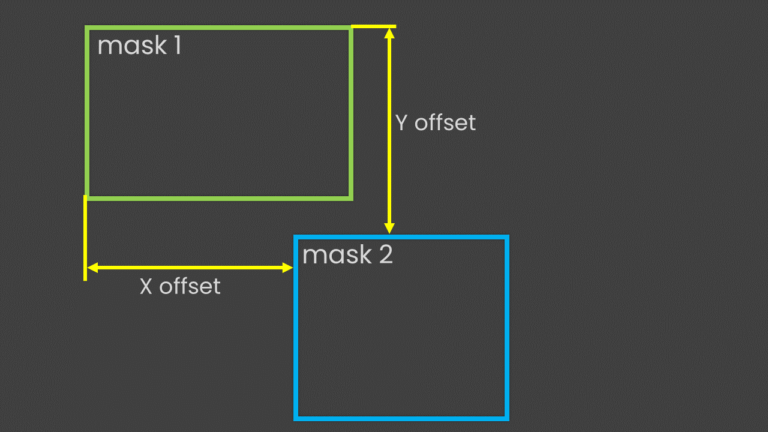 mask 1
Y offset
mask 2
X offset